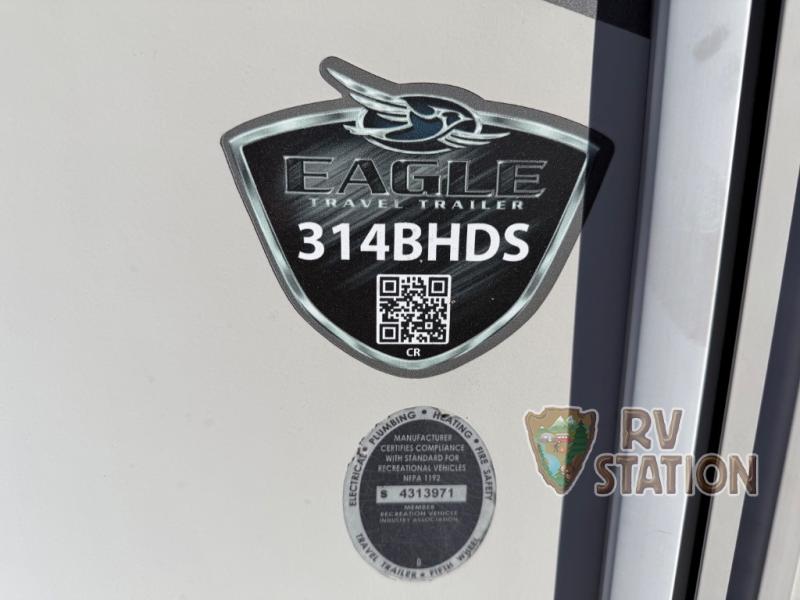 EAGLE
TRAVEL TRAILER
314BHDS
CR
ELECTRICAL • PLUMBING • HEATING • FIRE SAFETY
MANUFACTURER
CERTIFIES COMPLIANCE
WITH STANDARD FOR
RECREATIONAL VEHICLES
NFPA 1192
S 4313971
MEMBER
RECREATION VEHICLE
INDUSTRY ASSOCIATION
D
TRAVEL TRAILER • FIFTH WHEEL
RV
STATION